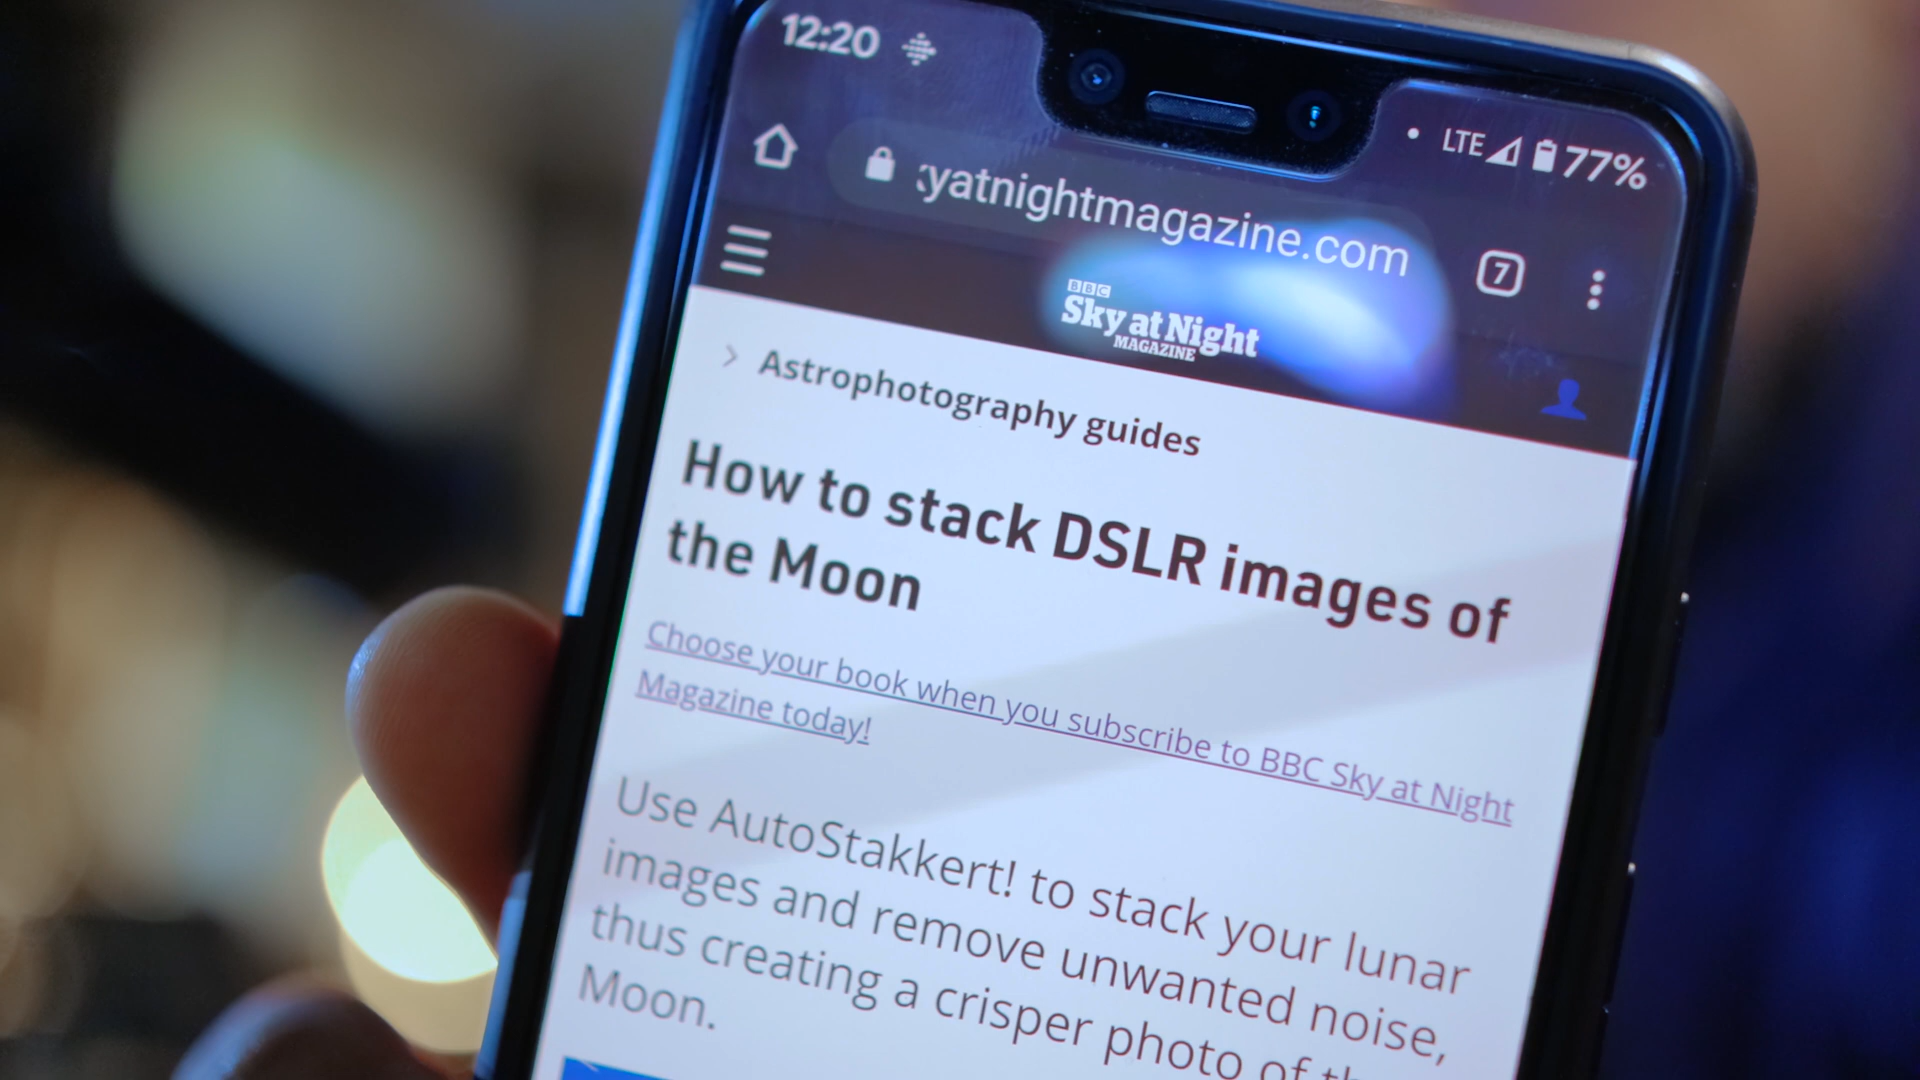 12:20
LTE 77%
yatnightmagazine.com
7
BBC
Sky at Night
MAGAZINE
Astrophotography guides
How to stack DSLR images of
the Moon
Choose your book when you subscribe to BBC Sky at Night
Magazine today!
Use AutoStakkert! to stack your lunar
images and remove unwanted noise,
thus creating a crisper photo of
Moon.